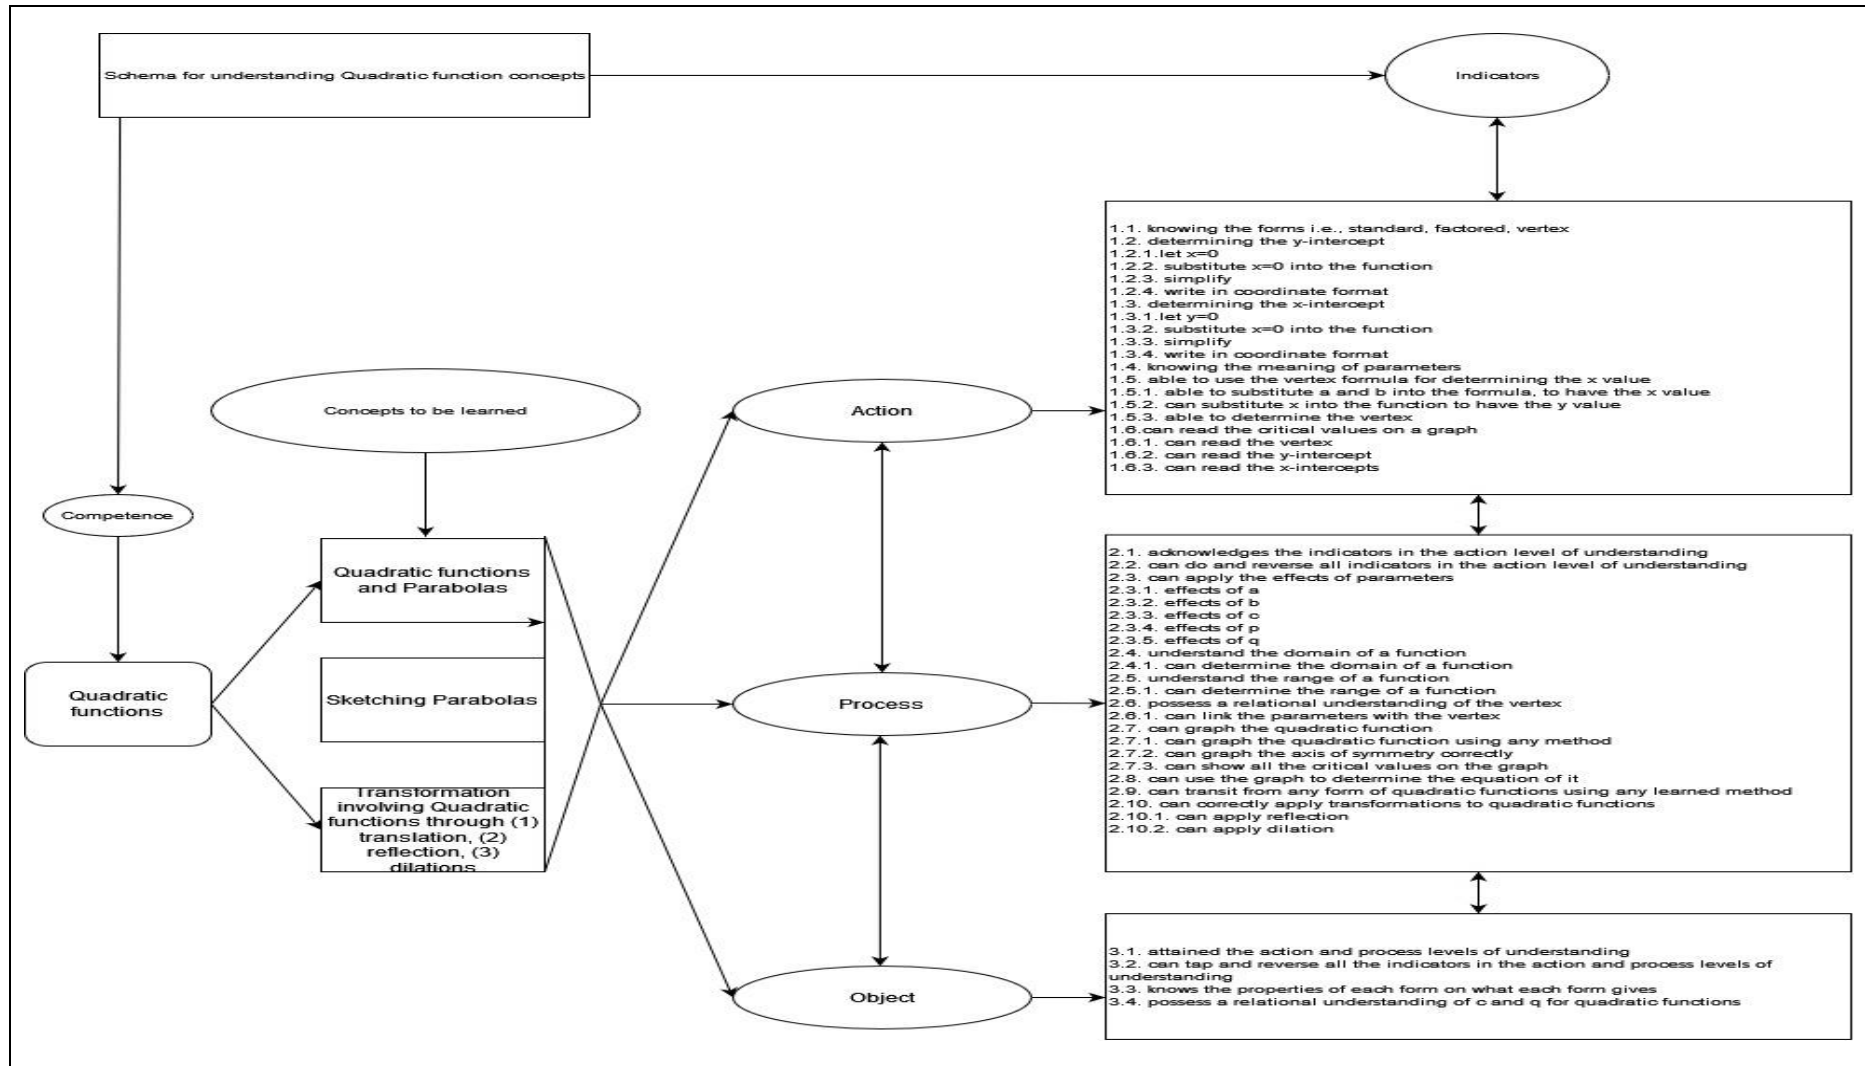 Schema for understanding Quadratic function concepts
Indicators
1.1. knowing the forms i.e., standard, factored, vertex
1.2. determining the y-intercept
1.2.1.let x=0
1.2.2. substitute x=0 into the function
1.2.3. simplify
1.2.4. write in coordinate format
1.3. determining the x-intercept
1.3.1.let y=0
1.3.2. substitute x=0 into the function
1.3.3. simplify
1.3.4. write in coordinate format
1.4. knowing the meaning of parameters
1.5. able to use the vertex formula for determining the x value
1.5.1. able to substitute a and b into the formula, to have the x value
1.5.2. can substitute x into the function to have the y value
1.5.3. able to determine the vertex
1.6.can read the critical values on a graph
1.6.1. can read the vertex
1.6.2. can read the y-intercept
1.6.3. can read the x-intercepts
Concepts to be learned
Action
Competence
Quadratic functions
and Parabolas
Sketching Parabolas
Transformation
involving Quadratic
functions through (1)
translation, (2)
reflection, (3)
dilations
Quadratic
functions
Process
2.1. acknowledges the indicators in the action level of understanding
2.2. can do and reverse all indicators in the action level of understanding
2.3. can apply the effects of parameters
2.3.1. effects of a
2.3.2. effects of b
2.3.3. effects of c
2.3.4. effects of p
2.3.5. effects of q
2.4. understand the domain of a function
2.4.1. can determine the domain of a function
2.5. understand the range of a function
2.5.1. can determine the range of a function
2.6. possess a relational understanding of the vertex
2.6.1. can link the parameters with the vertex
2.7. can graph the quadratic function
2.7.1. can graph the quadratic function using any method
2.7.2. can graph the axis of symmetry correctly
2.7.3. can show all the critical values on the graph
2.8. can use the graph to determine the equation of it
2.9. can transit from any form of quadratic functions using any learned method
2.10. can correctly apply transformations to quadratic functions
2.10.1. can apply reflection
2.10.2. can apply dilation
Object
3.1. attained the action and process levels of understanding
3.2. can tap and reverse all the indicators in the action and process levels of
understanding
3.3. knows the properties of each form on what each form gives
3.4. possess a relational understanding of c and q for quadratic functions